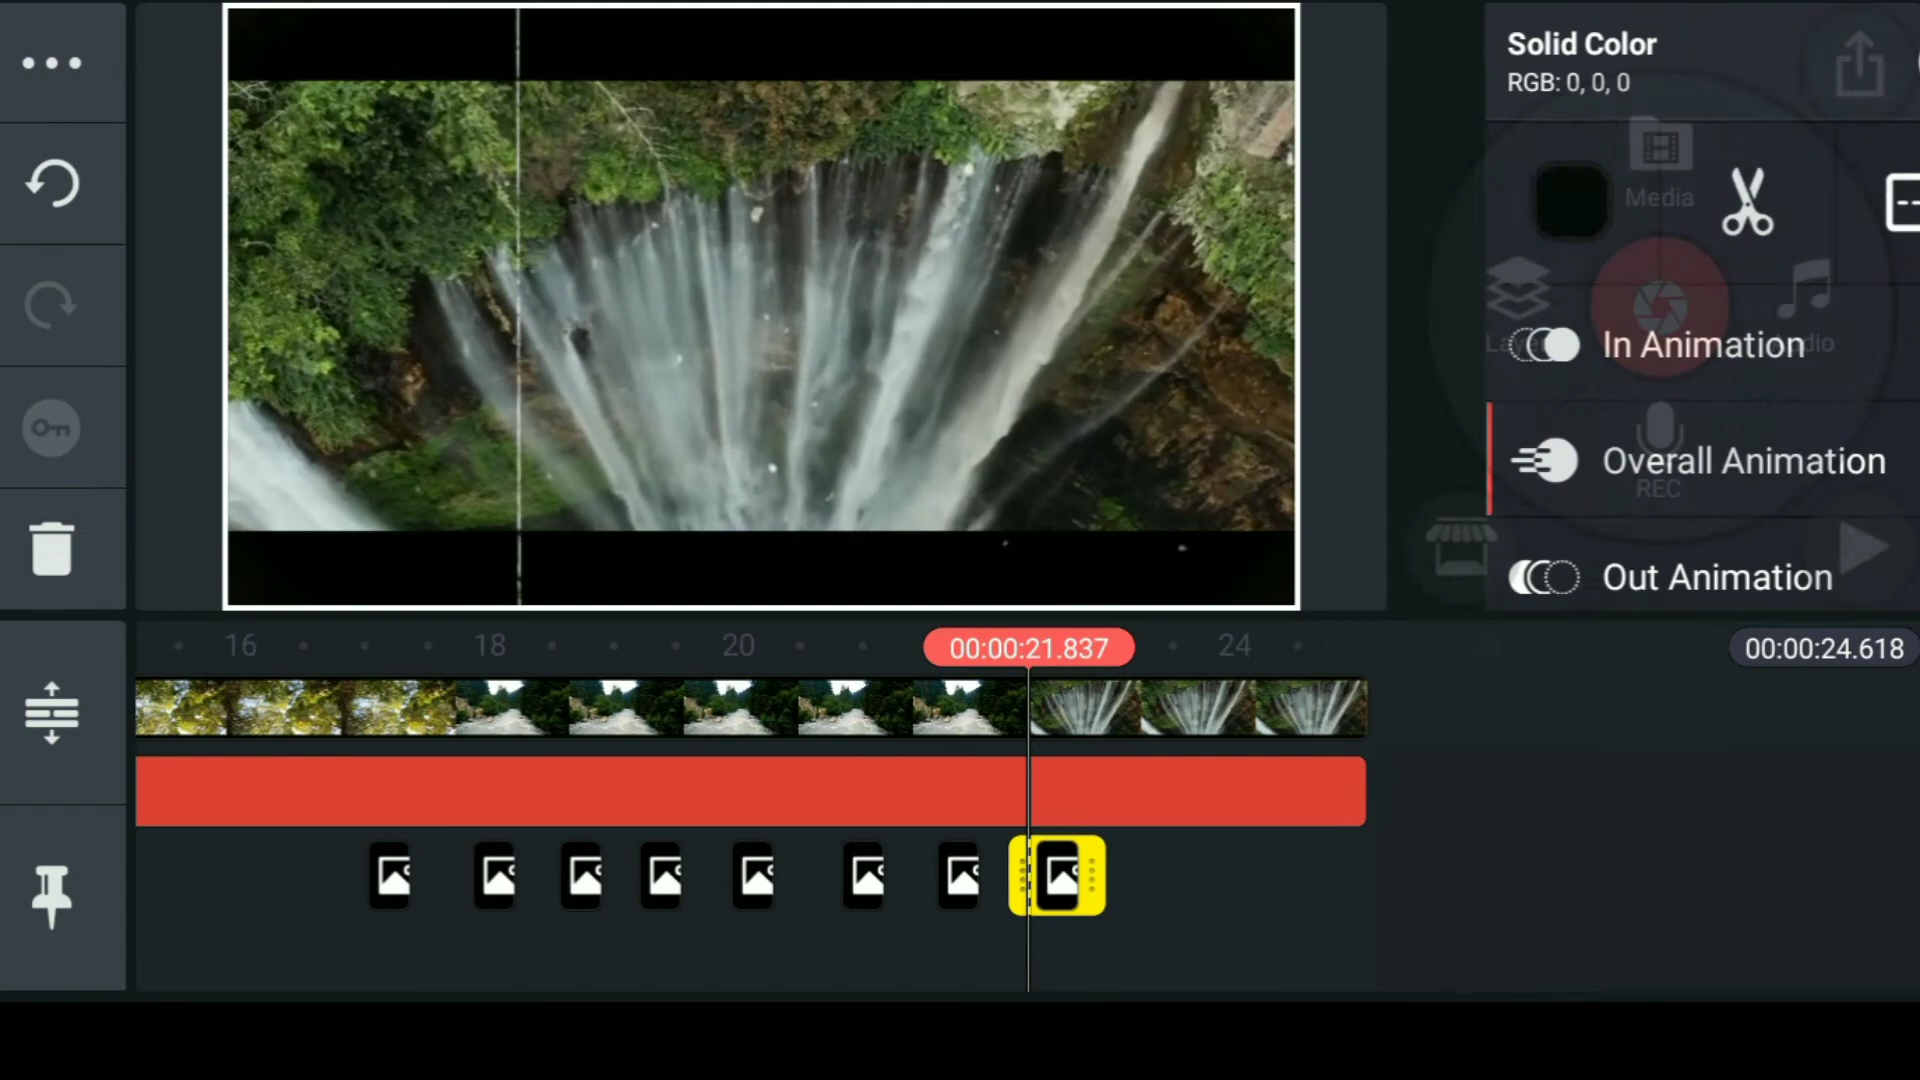 Solid Color
RGB: 0, 0, 0
Media
In Animation
Overall Animation
REC
Out Animation
16
18
20
00:00:21.837
24
00:00:24.618